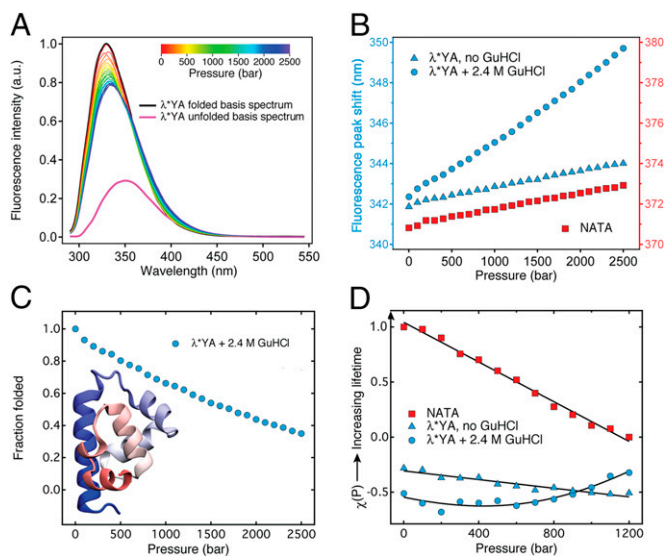 A
Fluorescence intensity (a.u.)
1.0
0.8
0.6
0.4
0.2
0.0
0 500 1000 1500 2000 2500
Pressure (bar)
λ*YA folded basis spectrum
λ*YA unfolded basis spectrum
300 350 400 450 500 550
Wavelength (nm)
B
Fluorescence peak shift (nm)
350
348
346
344
342
340
λ*YA, no GuHCl
λ*YA + 2.4 M GuHCl
NATA
380
378
376
374
372
370
0 500 1000 1500 2000 2500
Pressure (bar)
C
Fraction folded
1.0
0.8
0.6
0.4
0.2
0.0
λ*YA + 2.4 M GuHCl
0 500 1000 1500 2000 2500
Pressure (bar)
D
χ(P) Increasing lifetime
1.0
0.5
0.0
-0.5
NATA
λ*YA, no GuHCl
λ*YA + 2.4 M GuHCl
0 400 800 1200
Pressure (bar)